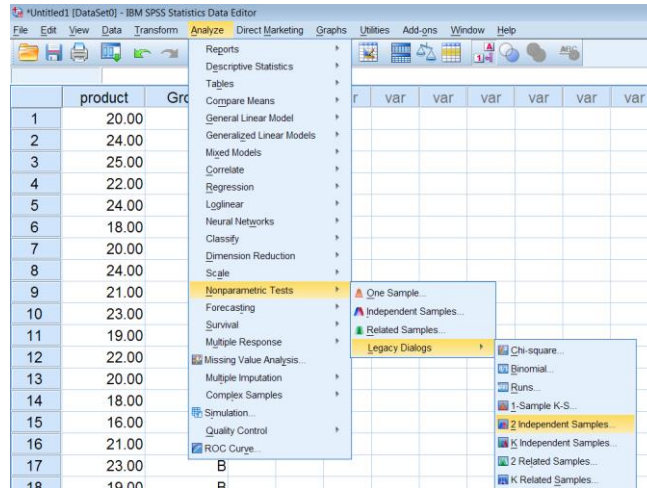 *Untitled1 [DataSet0] - IBM SPSS Statistics Data Editor
File Edit View Data Transform Analyze Direct Marketing Graphs Utilities Add-ons Window Help
product Gro r var var var var var var
1 20.00
2 24.00
3 25.00
4 22.00
5 24.00
6 18.00
7 20.00
8 24.00
9 21.00
10 23.00
11 19.00
12 22.00
13 20.00
14 18.00
15 16.00
16 21.00
17 23.00 B
18 19.00 B
Reports
Descriptive Statistics
Tables
Compare Means
General Linear Model
Generalized Linear Models
Mixed Models
Correlate
Regression
Loglinear
Neural Networks
Classify
Dimension Reduction
Scale
Nonparametric Tests
Forecasting
Survival
Multiple Response
Missing Value Analysis...
Multiple Imputation
Complex Samples
Simulation...
Quality Control
ROC Curve...
One Sample...
Independent Samples...
Related Samples...
Legacy Dialogs
Chi-square...
Binomial...
Runs...
1-Sample K-S...
2 Independent Samples...
K Independent Samples...
2 Related Samples...
K Related Samples...